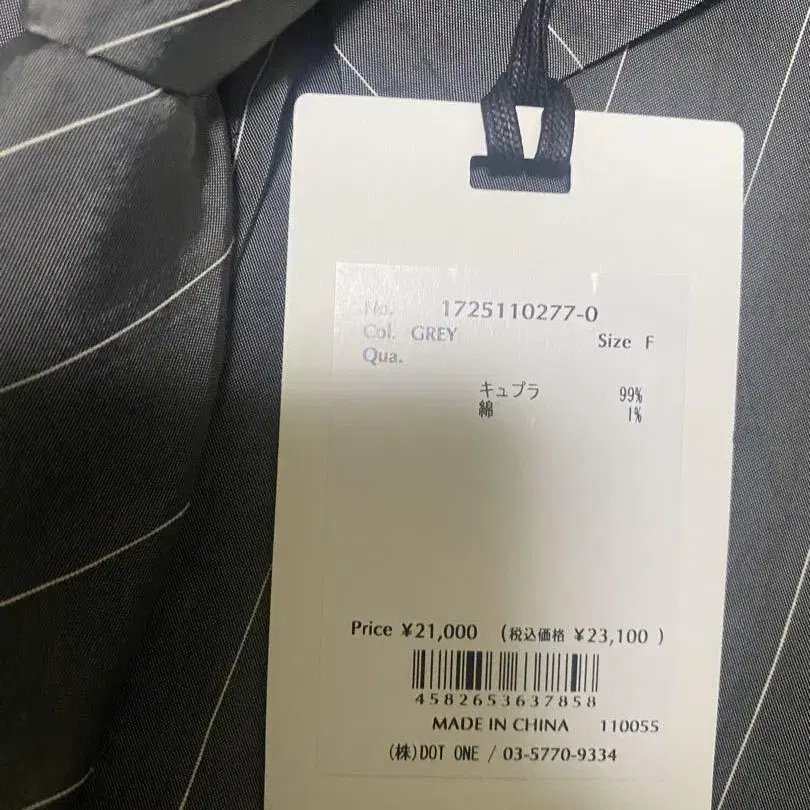 No. 1725110277-0
Col. GREY Size F
Qua.
キュプラ 99%
綿 1%
Price ¥21,000 (税込価格 ¥23,100 )
4582653637858
MADE IN CHINA 110055
(株)DOT ONE / 03-5770-9334